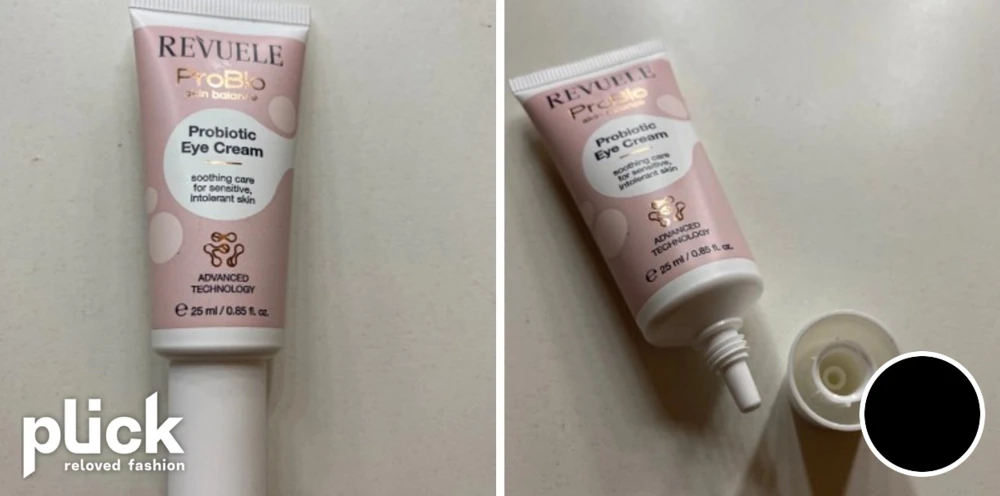 REVUELE
ProBio
skin balance
Probiotic
Eye Cream
soothing care
for sensitive,
intolerant skin
ADVANCED
TECHNOLOGY
℮ 25 ml / 0.85 fl. oz.
plick
reloved fashion
REVUELE
ProBio
skin balance
Probiotic
Eye Cream
soothing care
for sensitive,
intolerant skin
ADVANCED
TECHNOLOGY
℮ 25 ml / 0.85 fl. oz.